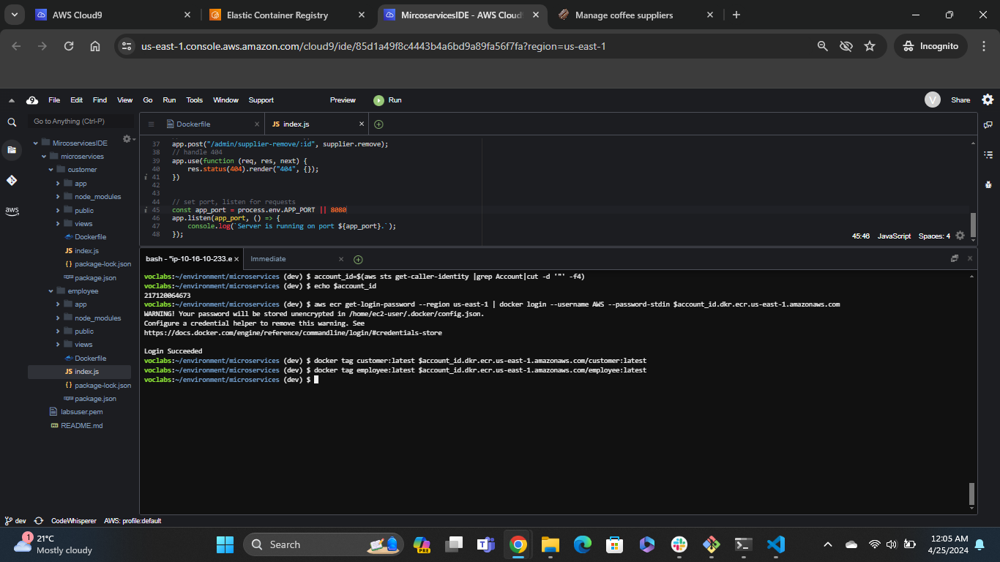 AWS Cloud9
Elastic Container Registry
MircoservicesIDE - AWS Cloud
Manage coffee suppliers
us-east-1.console.aws.amazon.com/cloud9/ide/85d1a49f8c4443b4a6bd9a89fa56f7fa?region=us-east-1
Incognito
9
File Edit Find View Go Run Tools Window Support Preview Run
V
Share
Go to Anything (Ctrl-P)
Dockerfile
JS index.js
MircoservicesIDE
microservices
customer
app
node_modules
public
views
Dockerfile
JS index.js
{} package-lock.json
package.json
employee
app
node_modules
public
views
Dockerfile
JS index.js
{} package-lock.json
package.json
labsuser.pem
README.md
aws
37 app.post("/admin/supplier-remove/:id", supplier.remove);
38 // handle 404
39 app.use(function (req, res, next) {
40 res.status(404).render("404", {});
i 41 })
42
43
44 // set port, listen for requests
i 45 const app_port = process.env.APP_PORT || 8080
46 app.listen(app_port, () => {
47 console.log(`Server is running on port ${app_port}.`);
48 });
45:46 JavaScript Spaces: 4
bash - "ip-10-16-10-233.e
Immediate
voclabs:~/environment/microservices (dev) $ account_id=$(aws sts get-caller-identity |grep Account|cut -d '"' -f4)
voclabs:~/environment/microservices (dev) $ echo $account_id
217120064673
voclabs:~/environment/microservices (dev) $ aws ecr get-login-password --region us-east-1 | docker login --username AWS --password-stdin $account_id.dkr.ecr.us-east-1.amazonaws.com
WARNING! Your password will be stored unencrypted in /home/ec2-user/.docker/config.json.
Configure a credential helper to remove this warning. See
https://docs.docker.com/engine/reference/commandline/login/#credentials-store
Login Succeeded
voclabs:~/environment/microservices (dev) $ docker tag customer:latest $account_id.dkr.ecr.us-east-1.amazonaws.com/customer:latest
voclabs:~/environment/microservices (dev) $ docker tag employee:latest $account_id.dkr.ecr.us-east-1.amazonaws.com/employee:latest
voclabs:~/environment/microservices (dev) $
dev CodeWhisperer AWS: profile:default
1
21°C
Mostly cloudy
Search
PRE
12:05 AM
4/25/2024